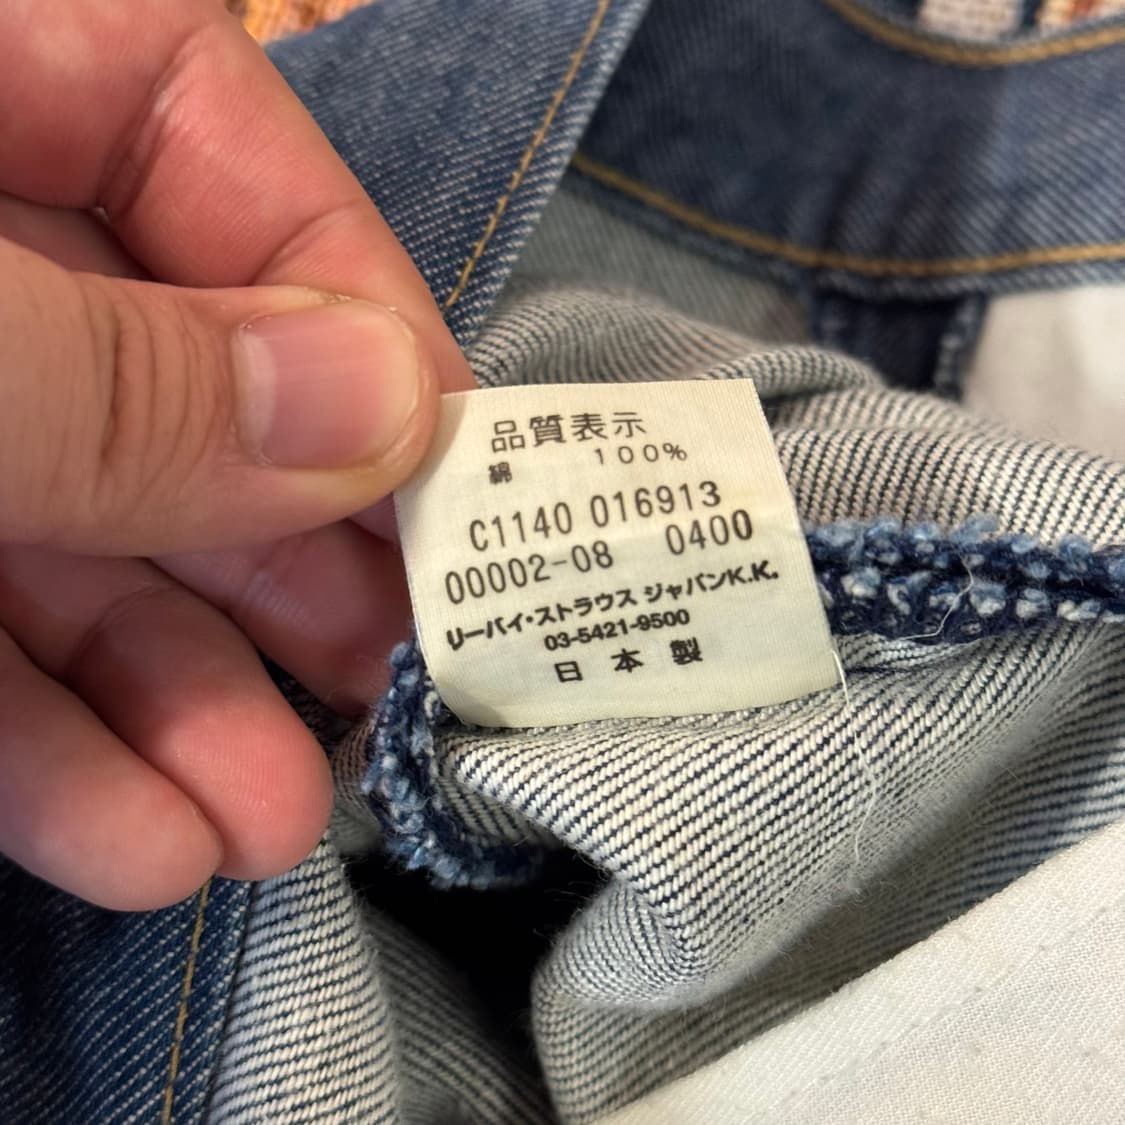 品質表示
綿 100%
C1140 016913
00002-08 0400
リーバイ・ストラウス ジャパンK.K.
03-5421-9500
日本製